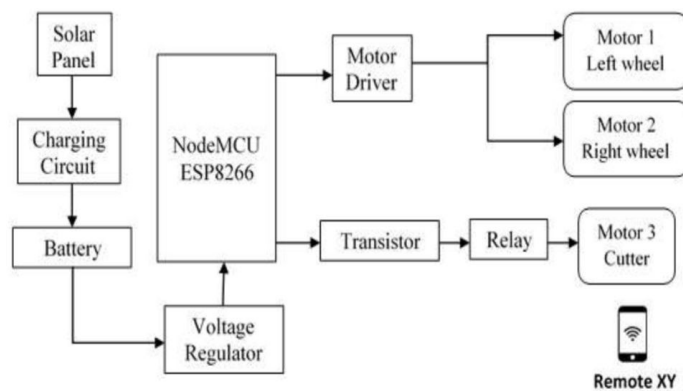 Solar
Panel
Charging
Circuit
Battery
Voltage
Regulator
NodeMCU
ESP8266
Motor
Driver
Motor 1
Left wheel
Motor 2
Right wheel
Transistor
Relay
Motor 3
Cutter
Remote XY